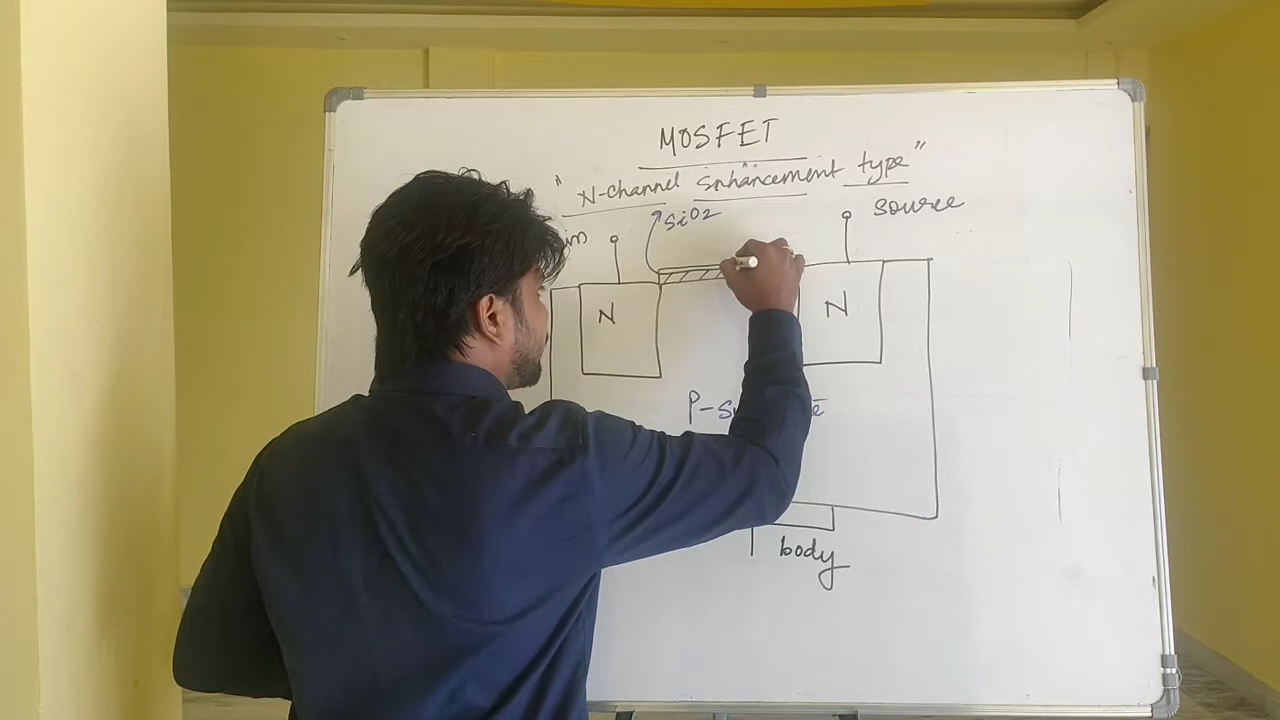 MOSFET
"N-channel enhancement type"
SiO2
source
N
N
body